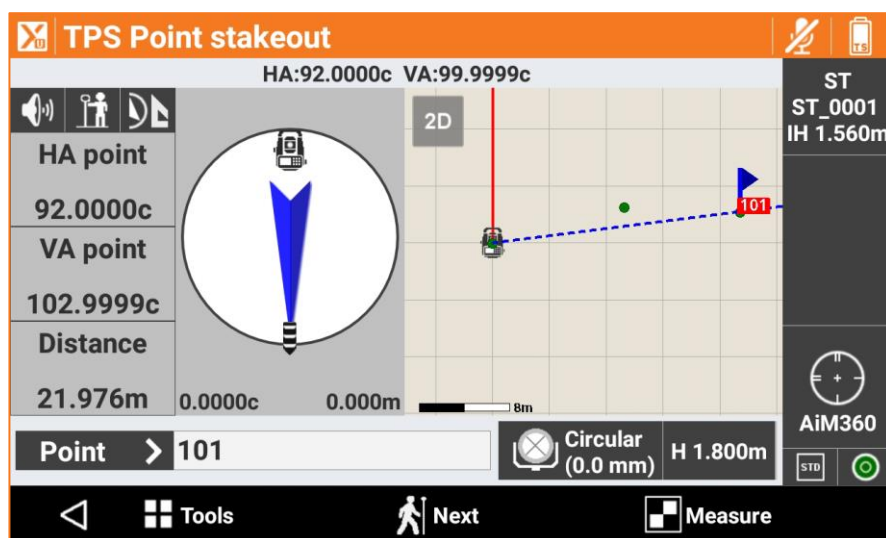 TPS Point stakeout
TS
HA:92.0000c VA:99.9999c
ST
ST_0001
IH 1.560m
2D
HA point
92.0000c
VA point
102.9999c
Distance
21.976m
0.0000c 0.000m
101
8m
AiM360
Point > 101
Circular
(0.0 mm)
H 1.800m
STD
Tools
Next
Measure